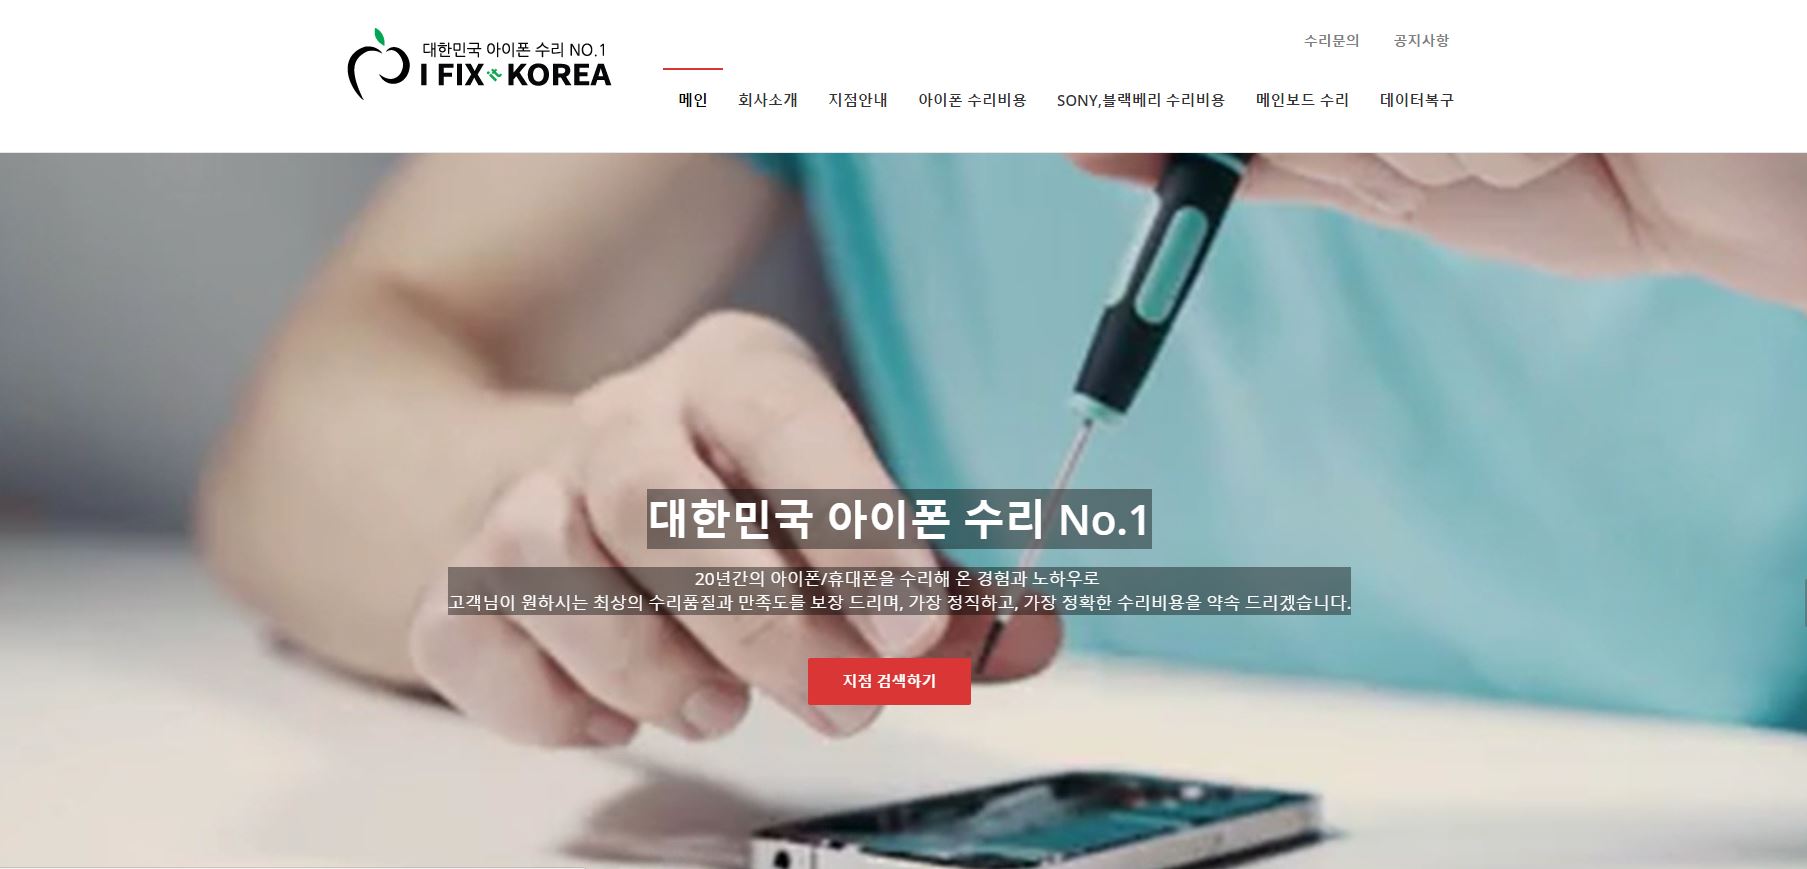 대한민국 아이폰 수리 NO.1
I FIX KOREA
수리문의 공지사항
메인 회사소개 지점안내 아이폰 수리비용 SONY,블랙베리 수리비용 메인보드 수리 데이터복구
대한민국 아이폰 수리 No.1
20년간의 아이폰/휴대폰을 수리해 온 경험과 노하우로
고객님이 원하시는 최상의 수리품질과 만족도를 보장 드리며, 가장 정직하고, 가장 정확한 수리비용을 약속 드리겠습니다.
지점 검색하기